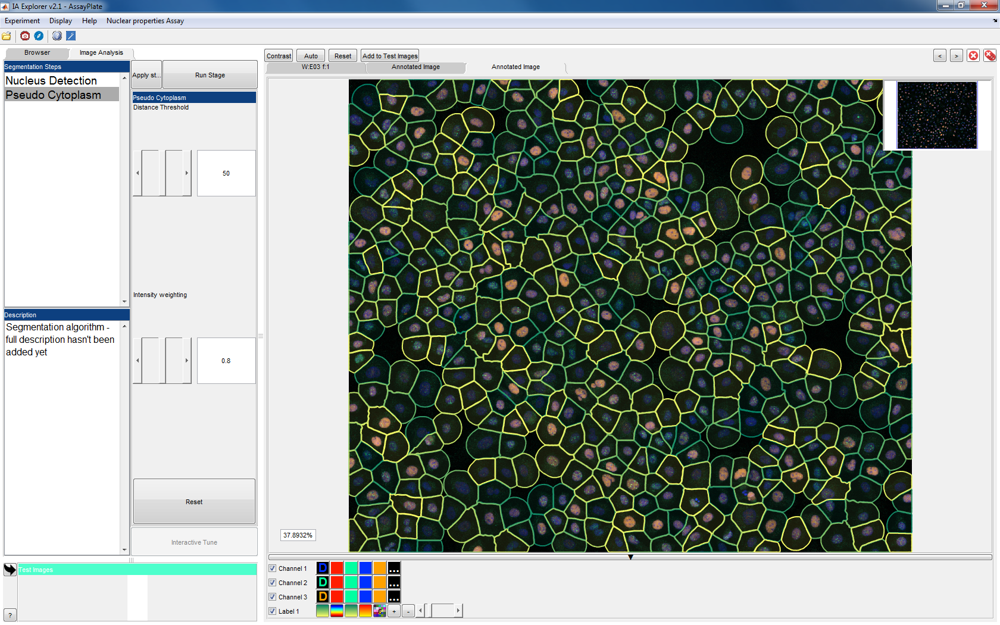 IA Explorer v2.1 - AssayPlate
Experiment Display Help Nuclear properties Assay
Browser Image Analysis
Segmentation Steps
Nucleus Detection
Pseudo Cytoplasm
Apply st... Run Stage
Pseudo Cytoplasm
Distance Threshold
50
Intensity weighting
0.8
Reset
Interactive Tune
Description
Segmentation algorithm -
full description hasn't been
added yet
Test Images
?
Contrast Auto Reset Add to Test Images < >
W:E03 f:1 Annotated Image Annotated Image
37.8932%
Channel 1 D ...
Channel 2 D ...
Channel 3 D ...
Label 1 + -